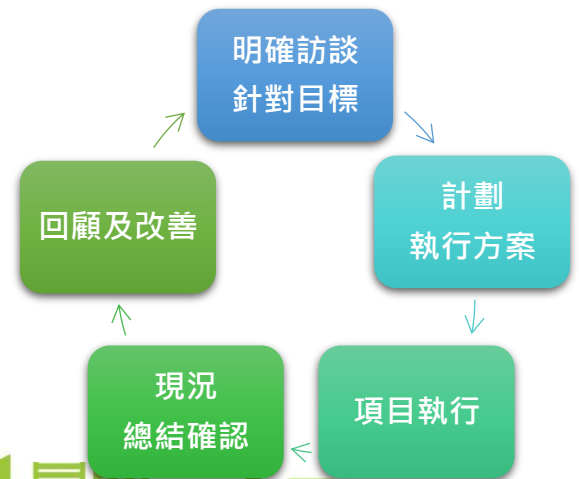 明確訪談
針對目標
計劃
執行方案
項目執行
現況
總結確認
回顧及改善